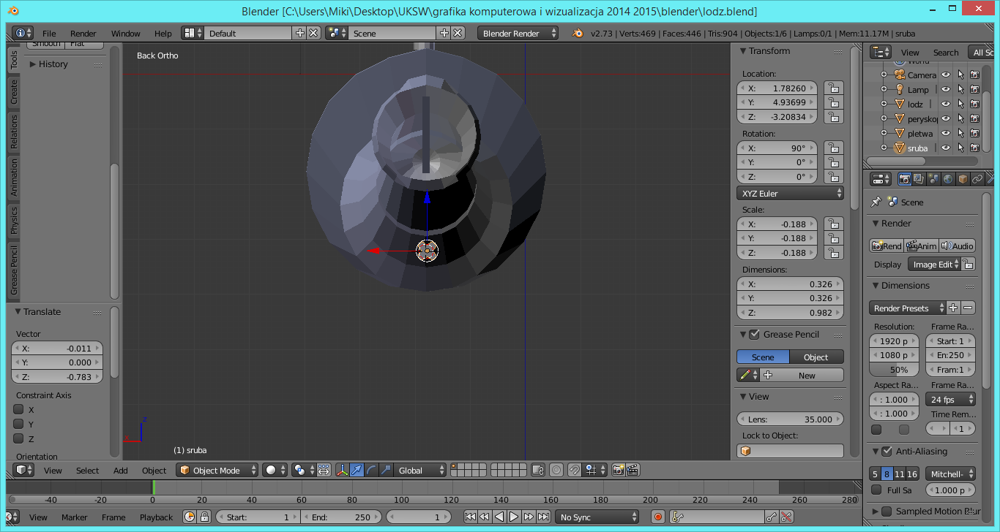 Blender [C:\Users\Miki\Desktop\UKSW\grafika komputerowa i wizualizacja 2014 2015\blender\lodz.blend]
File Render Window Help Default Scene Blender Render v2.73 | Verts:469 | Faces:446 | Tris:904 | Objects:1/6 | Lamps:0/1 | Mem:11.17M | sruba
Smooth Flat
History
Tools
Create
Relations
Animation
Physics
Grease Pencil
Translate
Vector
X: -0.011
Y: 0.000
Z: -0.783
Constraint Axis
X
Y
Z
Orientation
Back Ortho
z
x
(1) sruba
Transform
Location:
X: 1.78260
Y: 4.93699
Z: -3.20834
Rotation:
X: 90°
Y: 0°
Z: 0°
XYZ Euler
Scale:
X: -0.188
Y: -0.188
Z: -0.188
Dimensions:
X: 0.326
Y: 0.326
Z: 0.982
Grease Pencil
Scene Object
New
View
Lens: 35.000
Lock to Object:
View Search All Sc
World
Camera
Lamp
lodz
perysko
pletwa
sruba
Scene
Render
Rend Anim Audio
Display Image Edit
Dimensions
Render Presets
Resolution: Frame Ra...
1920 p Start: 1
1080 p En:250
50% Fram:1
Aspect Ra... Frame Ra...
: 1.000 24 fps
: 1.000 Time Rem...
1
Anti-Aliasing
5 8 11 16 Mitchell-
Full Sa 1.000 p
Sampled Motion Blur
View Select Add Object Object Mode Global
-40 -20 0 20 40 60 80 100 120 140 160 180 200 220 240 260 280
View Marker Frame Playback Start: 1 End: 250 1 No Sync